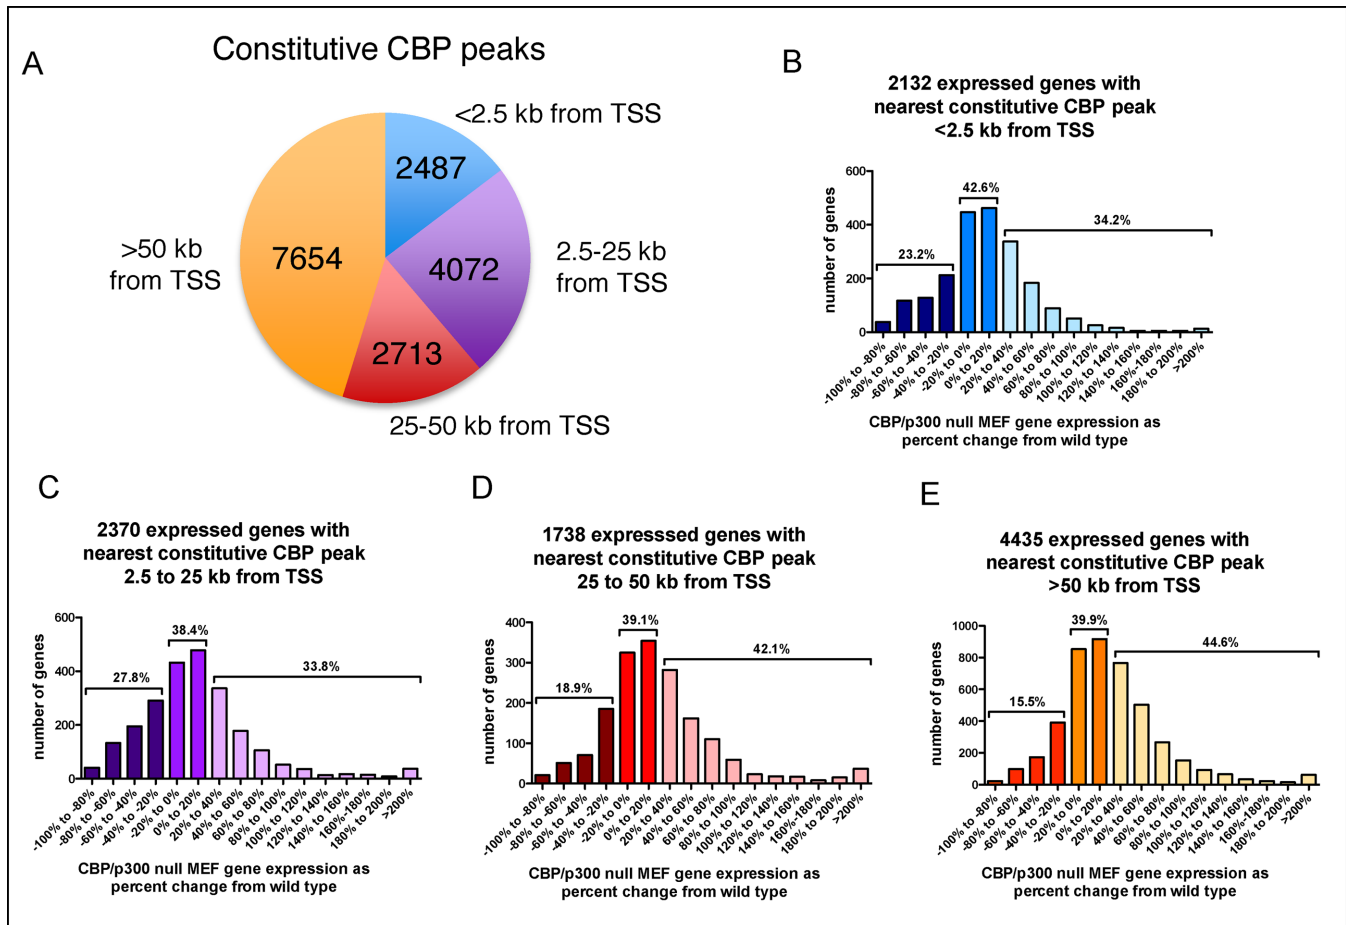 A
Constitutive CBP peaks
<2.5 kb from TSS
2487
>50 kb
from TSS
7654
4072
2.5-25 kb
from TSS
2713
25-50 kb from TSS
B
2132 expressed genes with
nearest constitutive CBP peak
<2.5 kb from TSS
number of genes
600
400
200
0
23.2%
42.6%
34.2%
-100% to -80%
-80% to -60%
-60% to -40%
-40% to -20%
-20% to 0%
0% to 20%
20% to 40%
40% to 60%
60% to 80%
80% to 100%
100% to 120%
120% to 140%
140% to 160%
160%-180%
180% to 200%
>200%
CBP/p300 null MEF gene expression as
percent change from wild type
C
2370 expressed genes with
nearest constitutive CBP peak
2.5 to 25 kb from TSS
number of genes
600
400
200
0
27.8%
38.4%
33.8%
-100% to -80%
-80% to -60%
-60% to -40%
-40% to -20%
-20% to 0%
0% to 20%
20% to 40%
40% to 60%
60% to 80%
80% to 100%
100% to 120%
120% to 140%
140% to 160%
160%-180%
180% to 200%
>200%
CBP/p300 null MEF gene expression as
percent change from wild type
D
1738 expresssed genes with
nearest constitutive CBP peak
25 to 50 kb from TSS
number of genes
400
300
200
100
0
18.9%
39.1%
42.1%
-100% to -80%
-80% to -60%
-60% to -40%
-40% to -20%
-20% to 0%
0% to 20%
20% to 40%
40% to 60%
60% to 80%
80% to 100%
100% to 120%
120% to 140%
140% to 160%
160%-180%
180% to 200%
>200%
CBP/p300 null MEF gene expression as
percent change from wild type
E
4435 expressed genes with
nearest constitutive CBP peak
>50 kb from TSS
number of genes
1000
800
600
400
200
0
15.5%
39.9%
44.6%
-100% to -80%
-80% to -60%
-60% to -40%
-40% to -20%
-20% to 0%
0% to 20%
20% to 40%
40% to 60%
60% to 80%
80% to 100%
100% to 120%
120% to 140%
140% to 160%
160%-180%
180% to 200%
>200%
CBP/p300 null MEF gene expression as
percent change from wild type